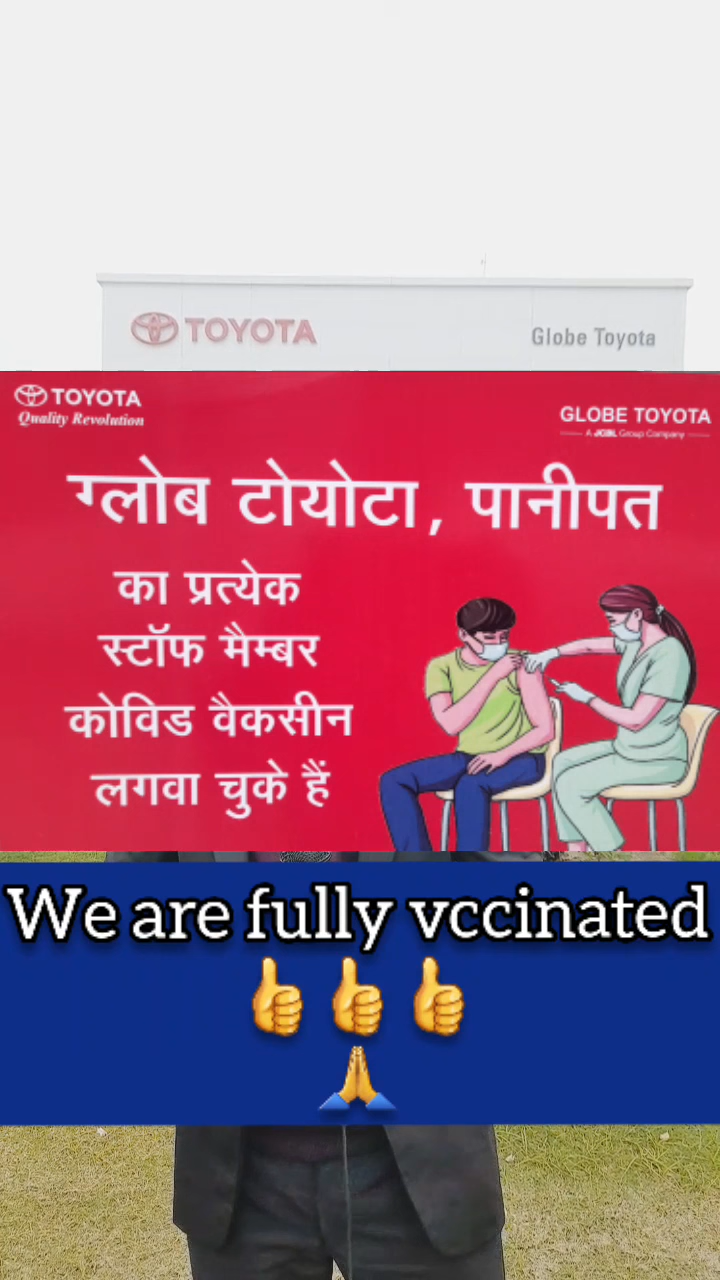 TOYOTA
Globe Toyota
TOYOTA
Quality Revolution
GLOBE TOYOTA
A JCBL Group Company
ग्लोब टोयोटा, पानीपत
का प्रत्येक
स्टॉफ मैम्बर
कोविड वैकसीन
लगवा चुके हैं
We are fully vccinated
👍👍👍
🙏